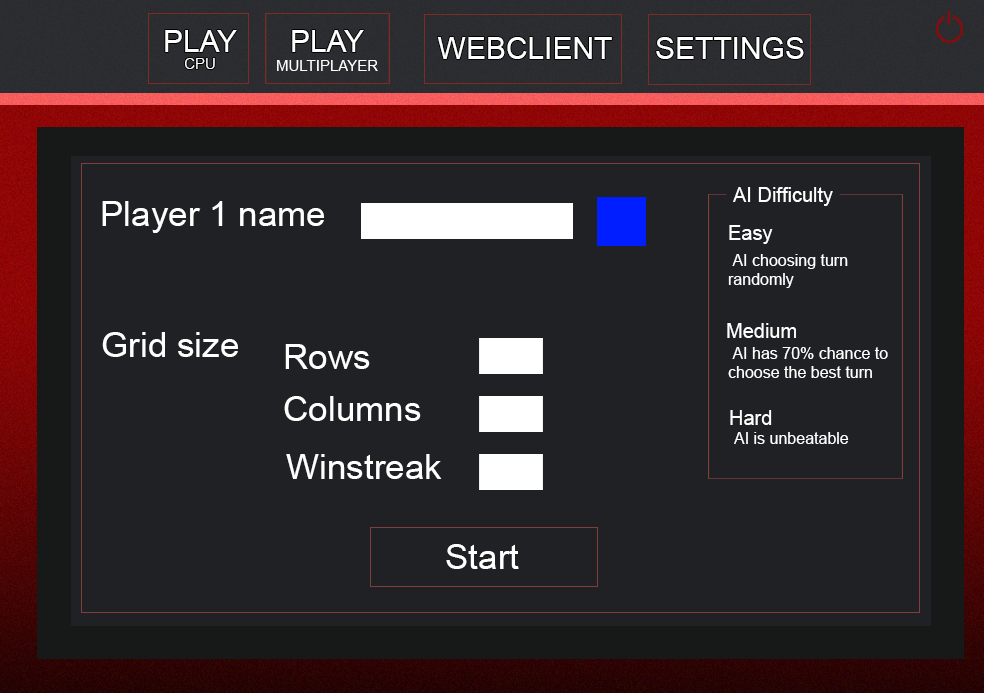 PLAY
CPU
PLAY
MULTIPLAYER
WEBCLIENT
SETTINGS
Player 1 name
AI Difficulty
Easy
AI choosing turn
randomly
Medium
AI has 70% chance to
choose the best turn
Hard
AI is unbeatable
Grid size
Rows
Columns
Winstreak
Start